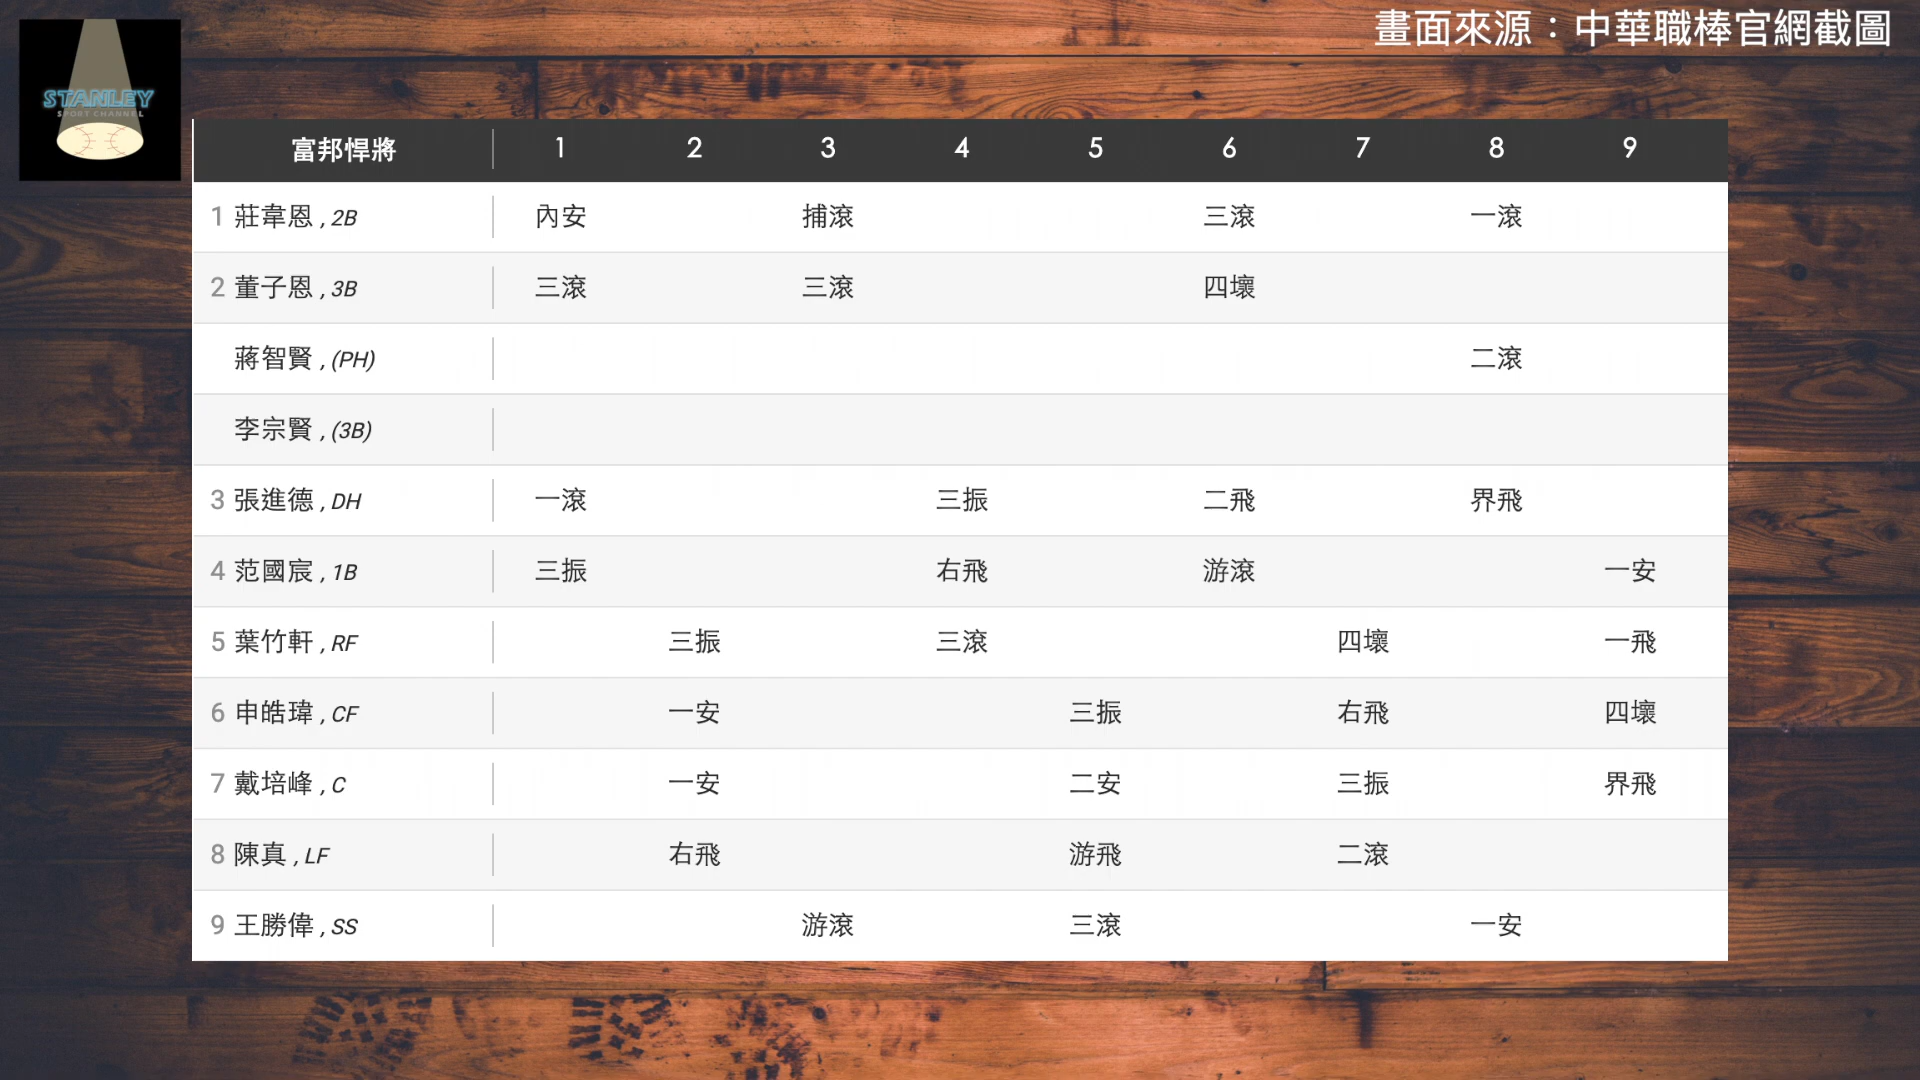 畫面來源：中華職棒官網截圖
STANLEY
SPORT CHANNEL
富邦悍將 1 2 3 4 5 6 7 8 9
1 莊韋恩 , 2B 內安 捕滾 三滾 一滾
2 董子恩 , 3B 三滾 三滾 四壞
蔣智賢 , (PH) 二滾
李宗賢 , (3B)
3 張進德 , DH 一滾 三振 二飛 界飛
4 范國宸 , 1B 三振 右飛 游滾 一安
5 葉竹軒 , RF 三振 三滾 四壞 一飛
6 申皓瑋 , CF 一安 三振 右飛 四壞
7 戴培峰 , C 一安 二安 三振 界飛
8 陳真 , LF 右飛 游飛 二滾
9 王勝偉 , SS 游滾 三滾 一安